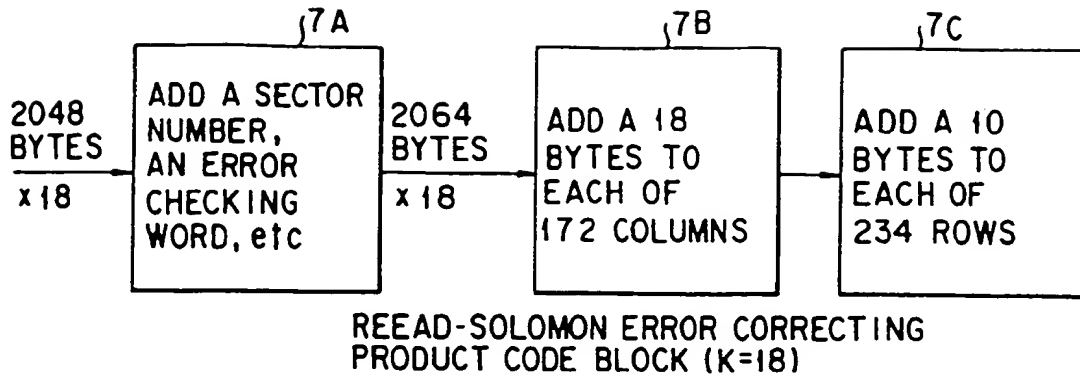 7A
7B
7C
2048
BYTES
x 18
ADD A SECTOR
NUMBER,
AN ERROR
CHECKING
WORD, etc
2064
BYTES
x 18
ADD A 18
BYTES TO
EACH OF
172 COLUMNS
ADD A 10
BYTES TO
EACH OF
234 ROWS
REEAD-SOLOMON ERROR CORRECTING
PRODUCT CODE BLOCK (K=18)